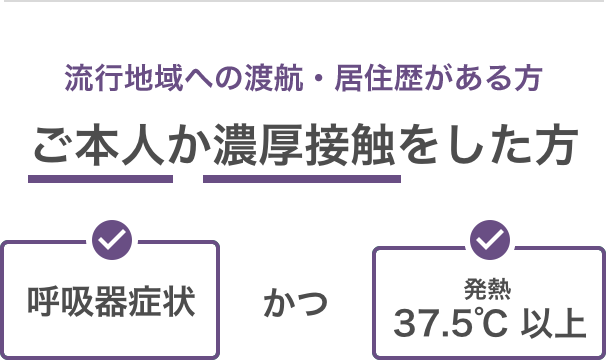 流行地域への渡航・居住歴がある方
ご本人か濃厚接触をした方
呼吸器症状
かつ
発熱
37.5℃ 以上